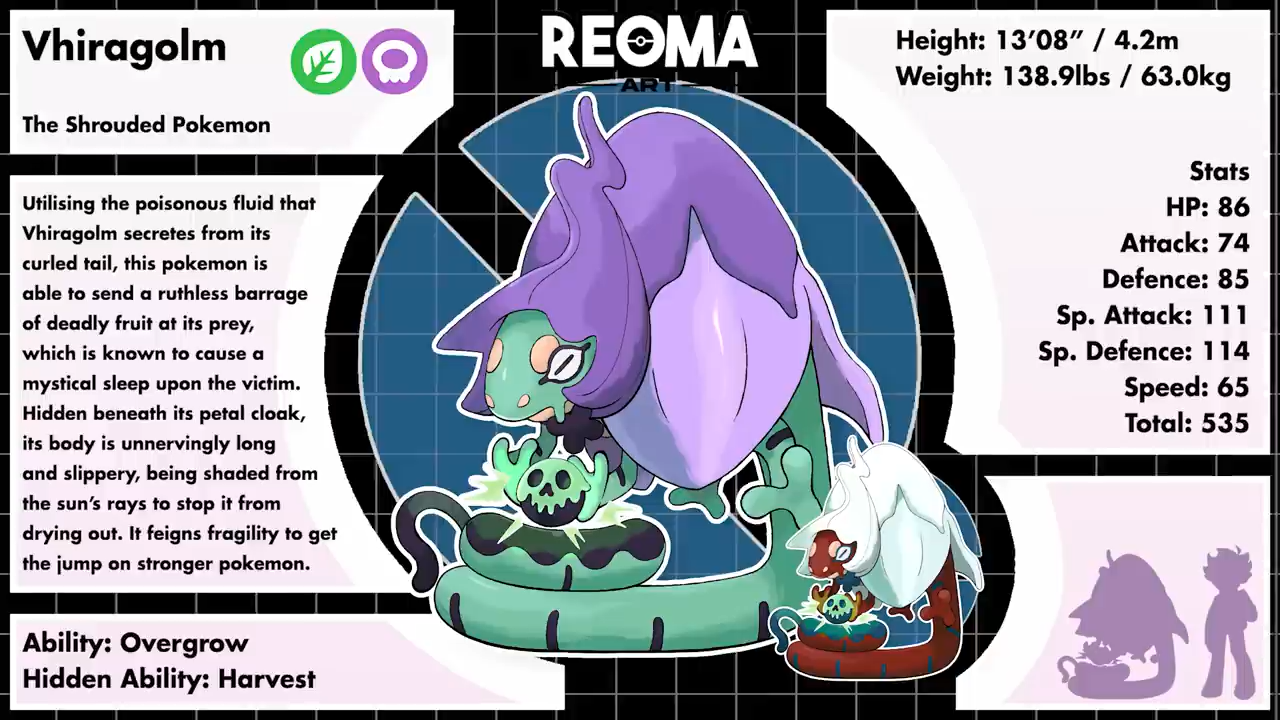 Vhiragolm
The Shrouded Pokemon
REOMA
ART
Height: 13’08” / 4.2m
Weight: 138.9lbs / 63.0kg
Utilising the poisonous fluid that
Vhiragolm secretes from its
curled tail, this pokemon is
able to send a ruthless barrage
of deadly fruit at its prey,
which is known to cause a
mystical sleep upon the victim.
Hidden beneath its petal cloak,
its body is unnervingly long
and slippery, being shaded from
the sun’s rays to stop it from
drying out. It feigns fragility to get
the jump on stronger pokemon.
Stats
HP: 86
Attack: 74
Defence: 85
Sp. Attack: 111
Sp. Defence: 114
Speed: 65
Total: 535
Ability: Overgrow
Hidden Ability: Harvest